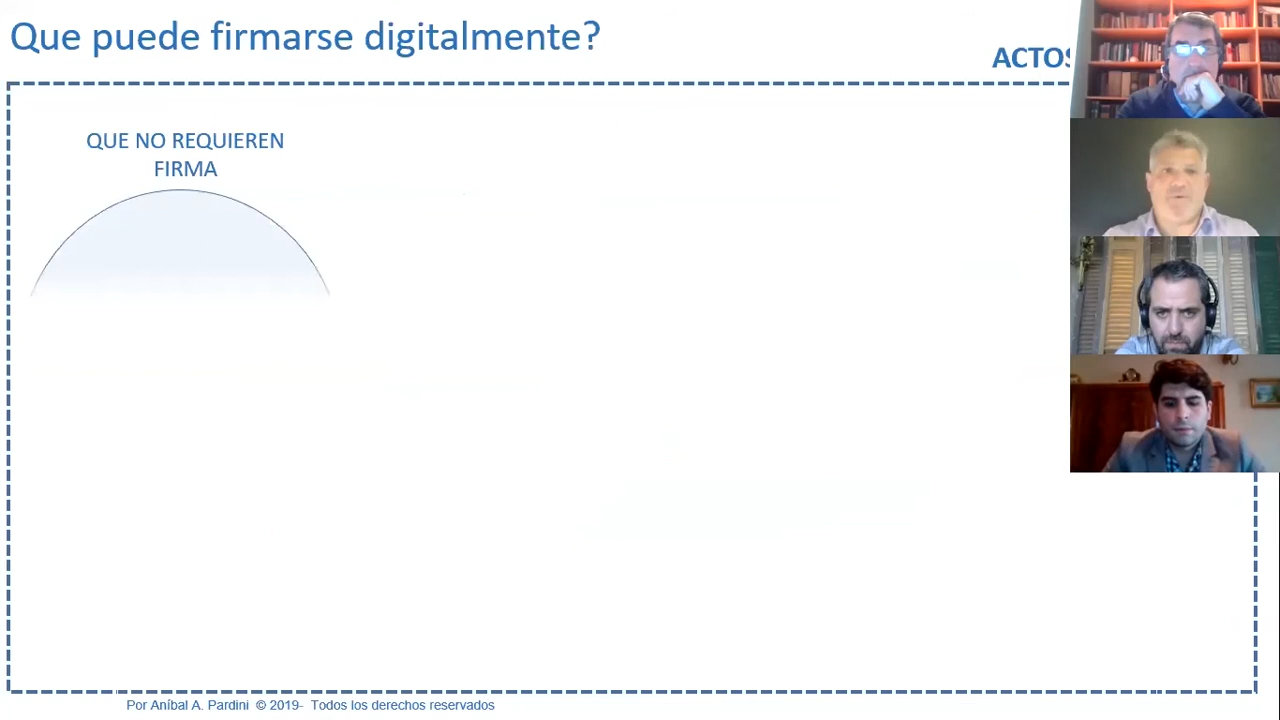 Que puede firmarse digitalmente?
ACTOS
QUE NO REQUIEREN
FIRMA
Por Aníbal A. Pardini © 2019- Todos los derechos reservados